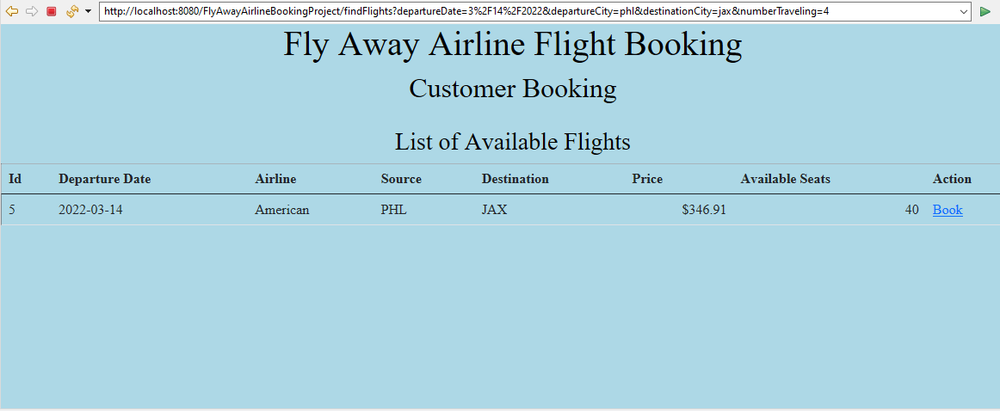 http://localhost:8080/FlyAwayAirlineBookingProject/findFlights?departureDate=3%2F14%2F2022&departureCity=phl&destinationCity=jax&numberTraveling=4
Fly Away Airline Flight Booking
Customer Booking
List of Available Flights
Id Departure Date Airline Source Destination Price Available Seats Action
5 2022-03-14 American PHL JAX $346.91 40 Book